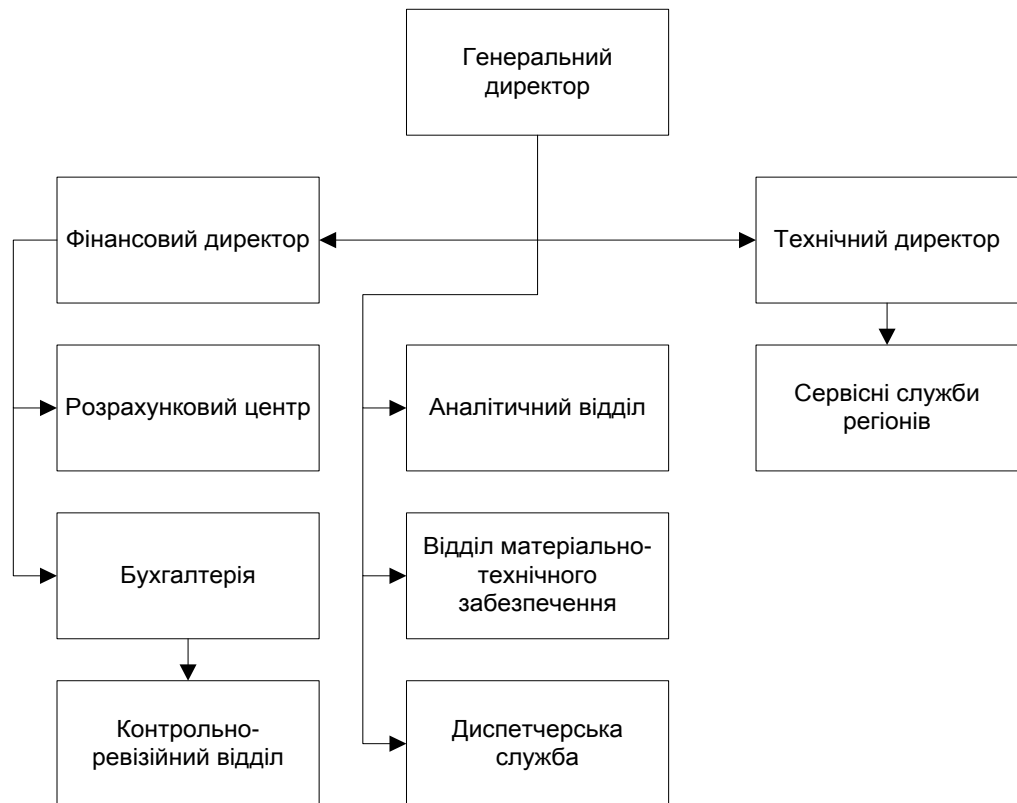 Генеральний
директор
Фінансовий директор
Технічний директор
Розрахунковий центр
Аналітичний відділ
Сервісні служби
регіонів
Бухгалтерія
Відділ матеріально-
технічного
забезпечення
Контрольно-
ревізійний відділ
Диспетчерська
служба